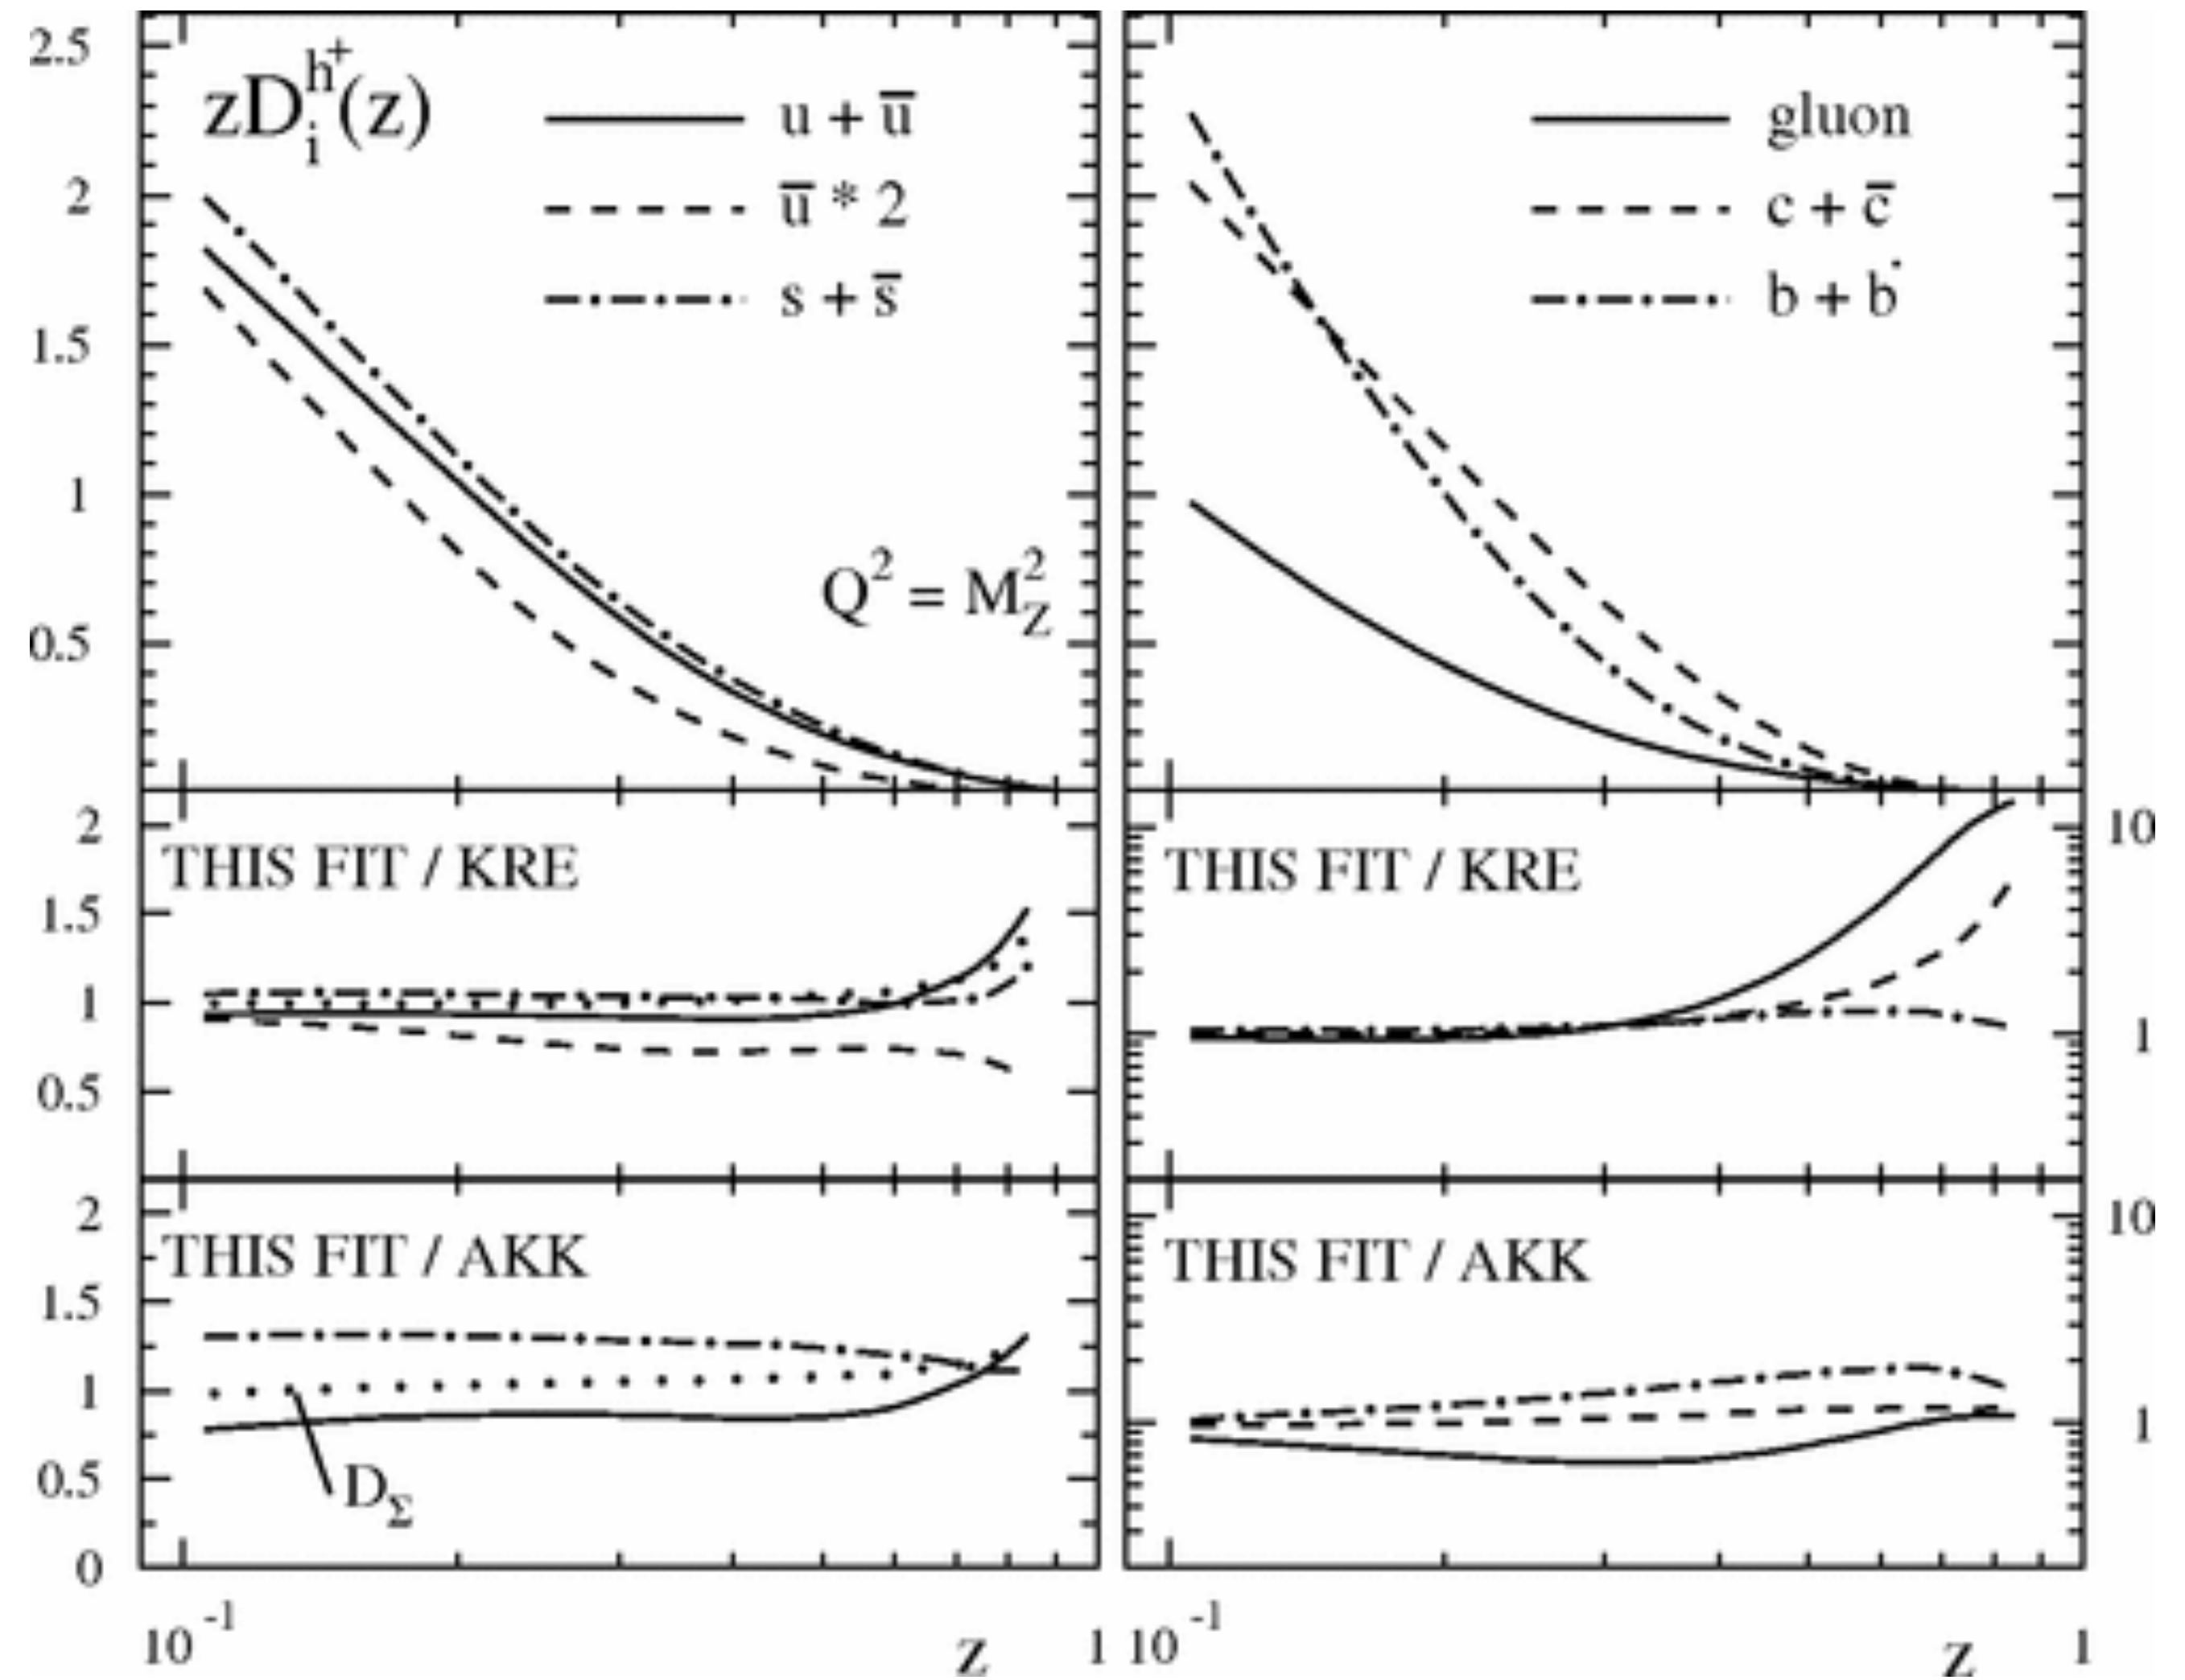 2.5
2
1.5
1
0.5
zD_i^{h^+}(z)
u + u̅
u̅ * 2
s + s̅
Q^2 = M_Z^2
gluon
c + c̅
b + b
2
1.5
1
0.5
THIS FIT / KRE
THIS FIT / KRE
10
1
2
1.5
1
0.5
0
THIS FIT / AKK
D_Σ
THIS FIT / AKK
10
1
10^{-1} z 1
10^{-1} z 1